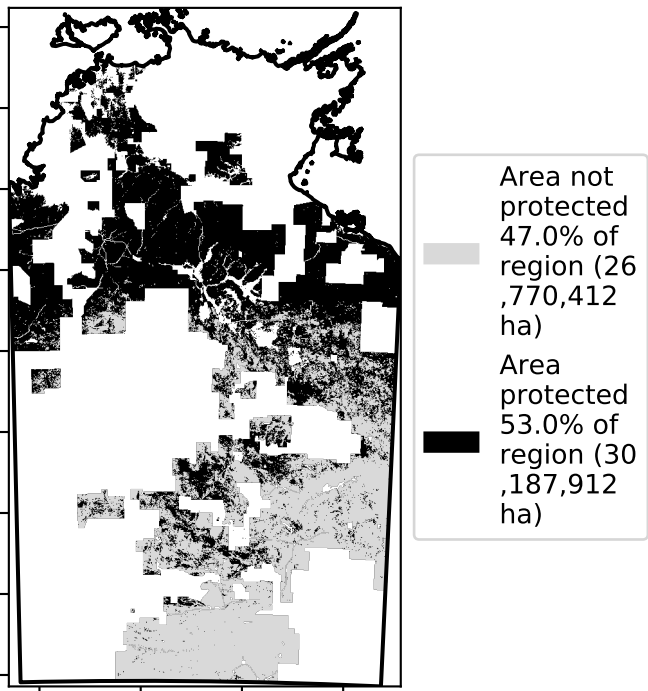 Area not
protected
47.0% of
region (26
,770,412
ha)
Area
protected
53.0% of
region (30
,187,912
ha)